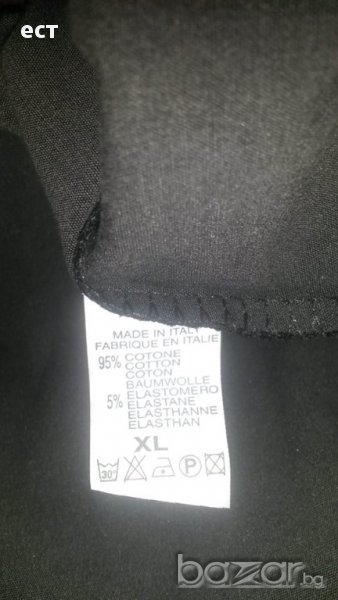 ест
MADE IN ITALY
FABRIQUE EN ITALIE
95% COTONE
COTTON
COTON
BAUMWOLLE
5% ELASTOMERO
ELASTANE
ELASTHANNE
ELASTHAN
XL
30°
P
bazar.bg